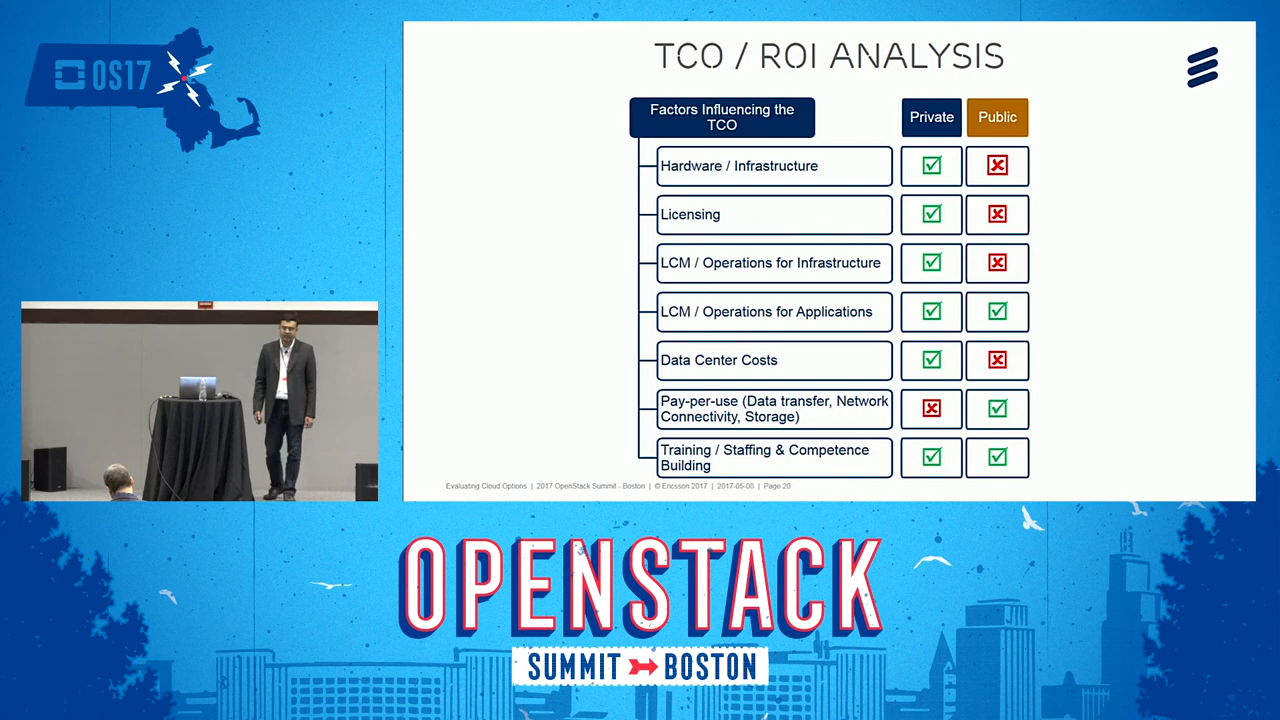 OS17
TCO / ROI ANALYSIS
Factors Influencing the
TCO
Private
Public
Hardware / Infrastructure
Licensing
LCM / Operations for Infrastructure
LCM / Operations for Applications
Data Center Costs
Pay-per-use (Data transfer, Network
Connectivity, Storage)
Training / Staffing & Competence
Building
Evaluating Cloud Options | 2017 OpenStack Summit - Boston | © Ericsson 2017 | 2017-05-08 | Page 20
OPENSTACK
SUMMIT BOSTON